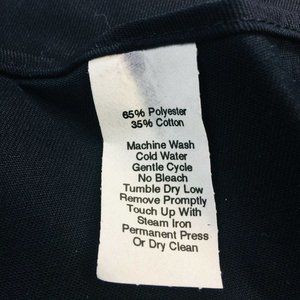 65% Polyester
35% Cotton
Machine Wash
Cold Water
Gentle Cycle
No Bleach
Tumble Dry Low
Remove Promptly
Touch Up With
Steam Iron
Permanent Press
Or Dry Clean